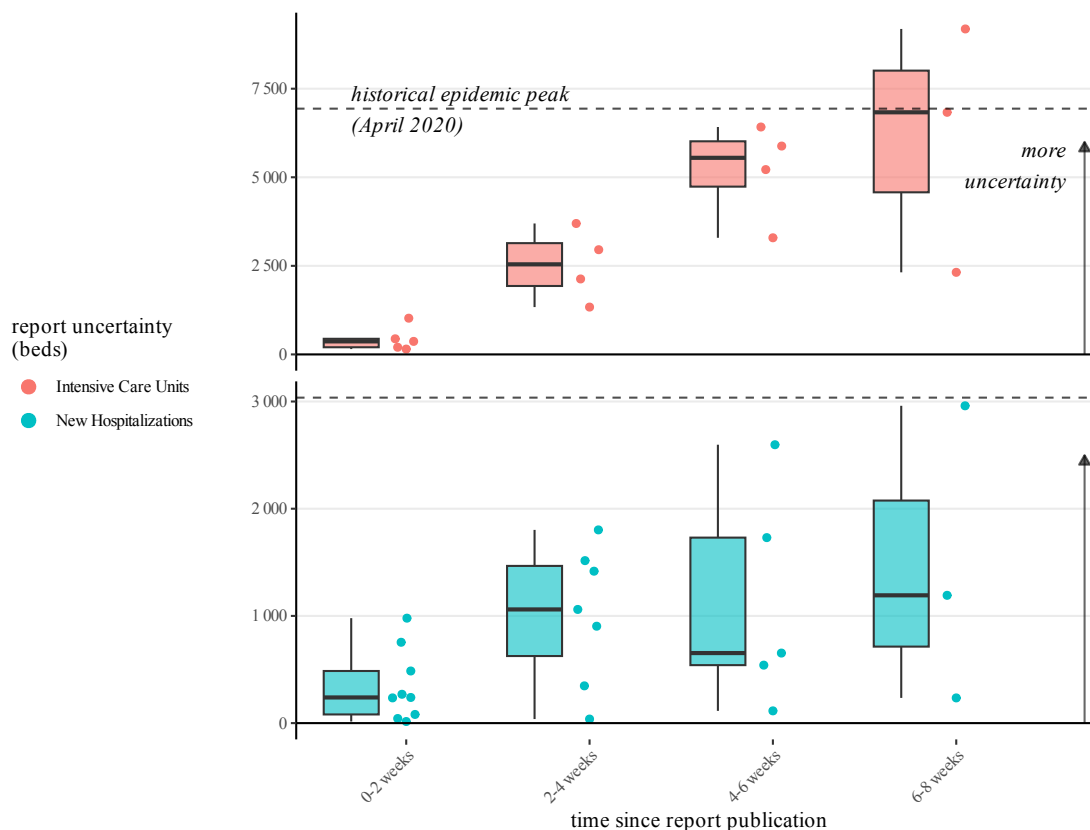 historical epidemic peak
(April 2020)
more
uncertainty
7 500
5 000
2 500
0
report uncertainty
(beds)
Intensive Care Units
New Hospitalizations
3 000
2 000
1 000
0
0-2 weeks
2-4 weeks
4-6 weeks
6-8 weeks
time since report publication